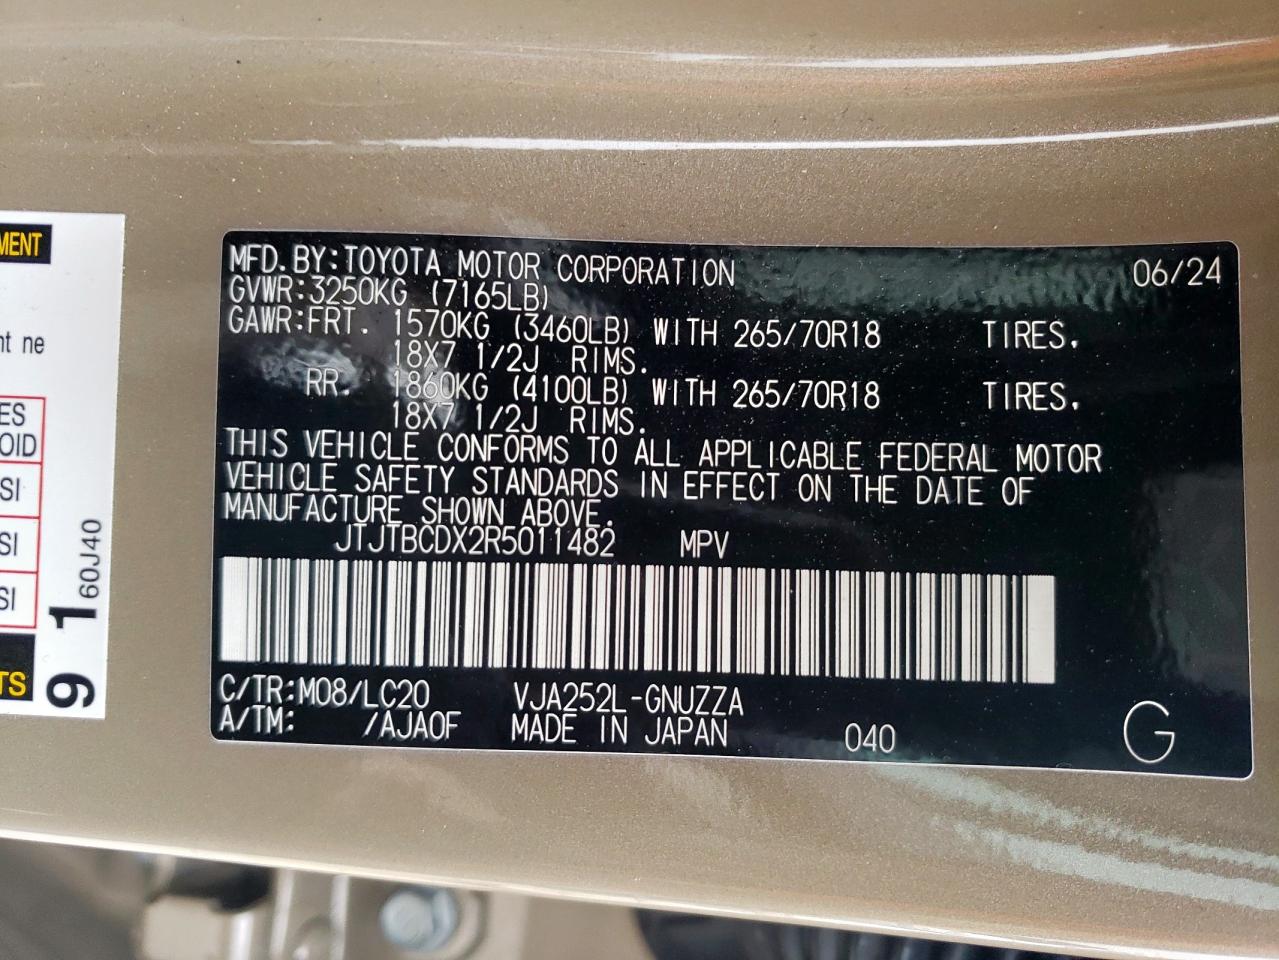 MENT
nt ne
ES
OID
SI
SI
SI
TS
9 1 60J40
MFD.BY:TOYOTA MOTOR CORPORATION 06/24
GVWR:3250KG (7165LB)
GAWR:FRT. 1570KG (3460LB) WITH 265/70R18 TIRES.
18X7 1/2J RIMS.
RR. 1860KG (4100LB) WITH 265/70R18 TIRES.
18X7 1/2J RIMS.
THIS VEHICLE CONFORMS TO ALL APPLICABLE FEDERAL MOTOR
VEHICLE SAFETY STANDARDS IN EFFECT ON THE DATE OF
MANUFACTURE SHOWN ABOVE.
JTJTBCDX2R5011482 MPV
C/TR:M08/LC20 VJA252L-GNUZZA
A/TM: /AJA0F MADE IN JAPAN 040 G